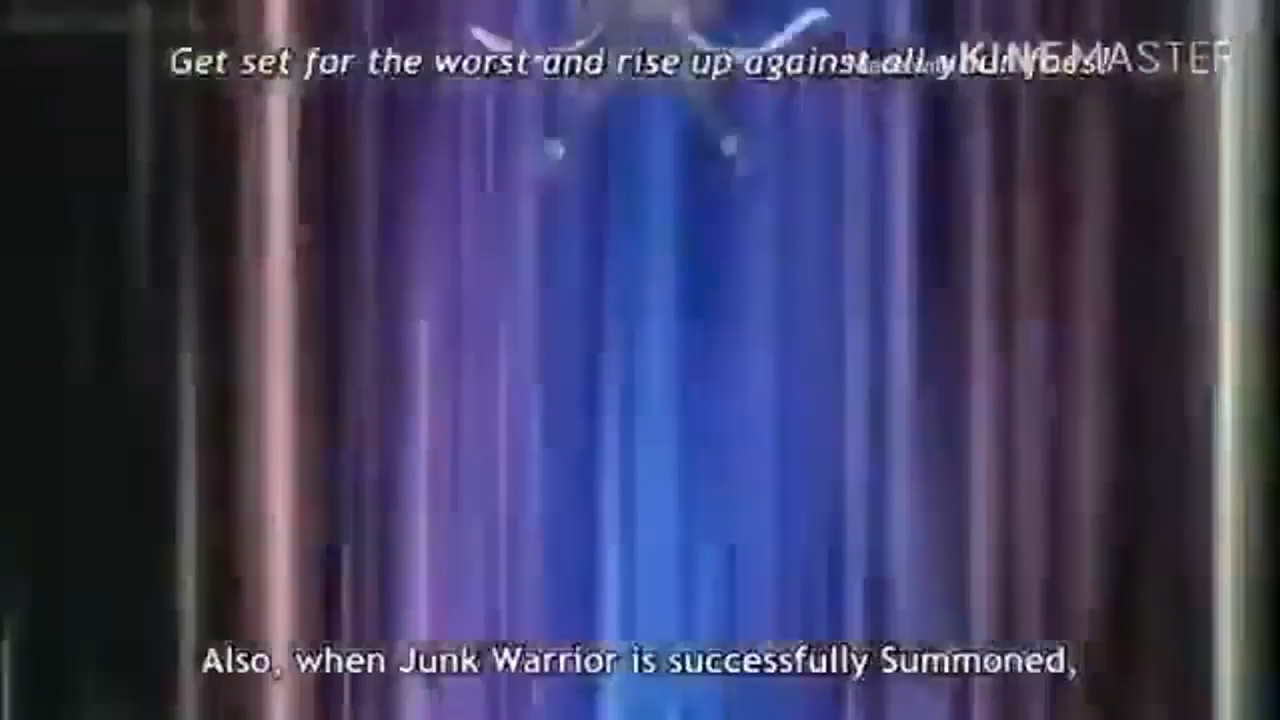 Get set for the worst and rise up against all your foes!
KINEMASTER
Also, when Junk Warrior is successfully Summoned,